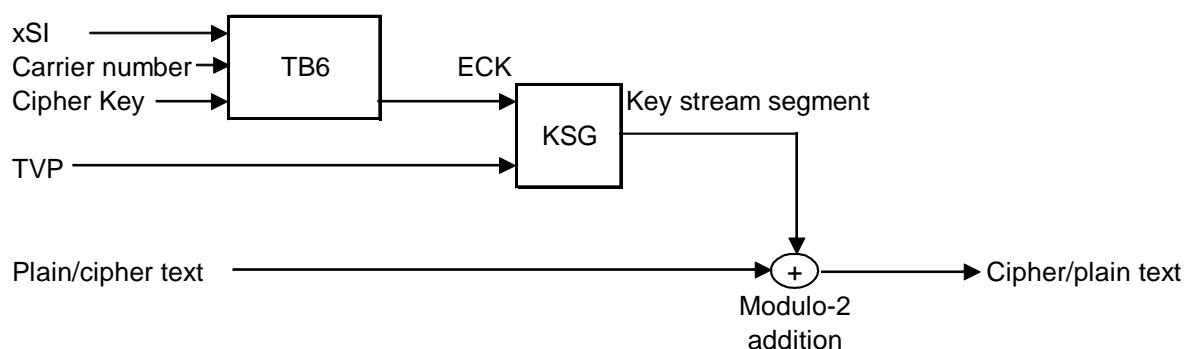 xSI
Carrier number
Cipher Key
TB6
ECK
Key stream segment
KSG
TVP
Plain/cipher text
+
Cipher/plain text
Modulo-2
addition